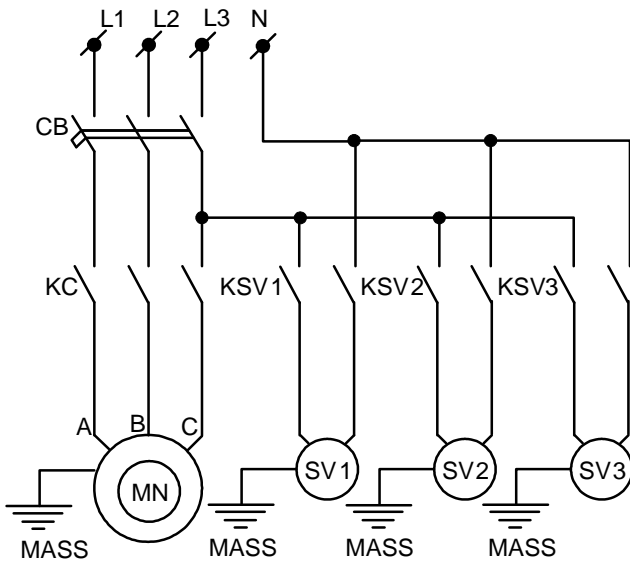 L1 L2 L3 N
CB
KC KSV1 KSV2 KSV3
A B C
MN SV1 SV2 SV3
MASS MASS MASS MASS